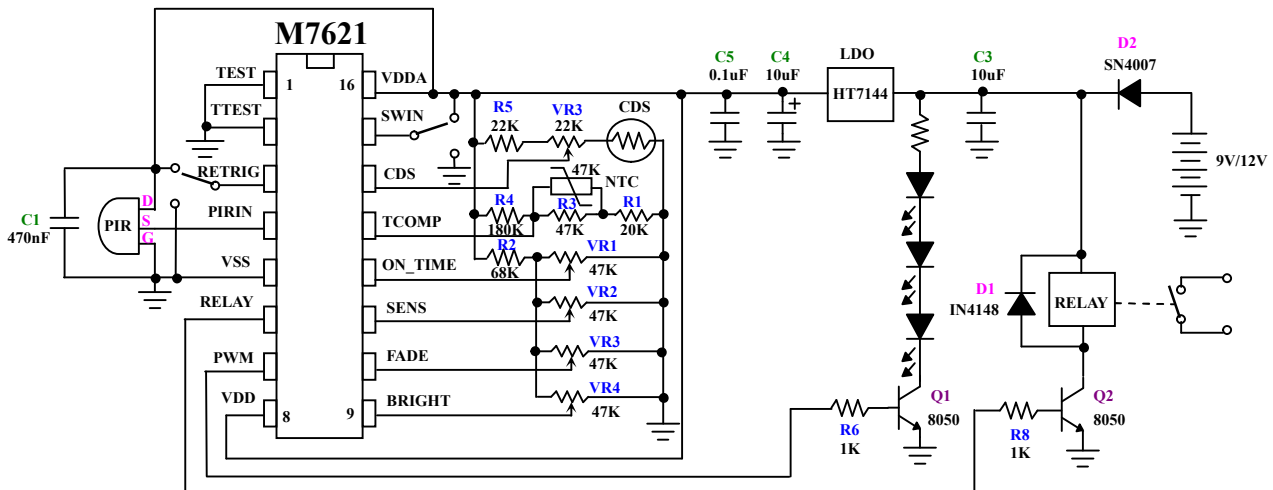 M7621
TEST
1
16
VDDA
TTEST
SWIN
RETRIG
CDS
PIRIN
TCOMP
VSS
ON_TIME
RELAY
SENS
PWM
FADE
VDD
8
9
BRIGHT
C1
470nF
PIR
D
S
G
R5
22K
VR3
22K
CDS
47K
NTC
R4
180K
R3
47K
R1
20K
R2
68K
VR1
47K
VR2
47K
VR3
47K
VR4
47K
C5
0.1uF
C4
10uF
+
LDO
HT7144
C3
10uF
D2
SN4007
9V/12V
D1
IN4148
RELAY
Q1
8050
R6
1K
Q2
8050
R8
1K